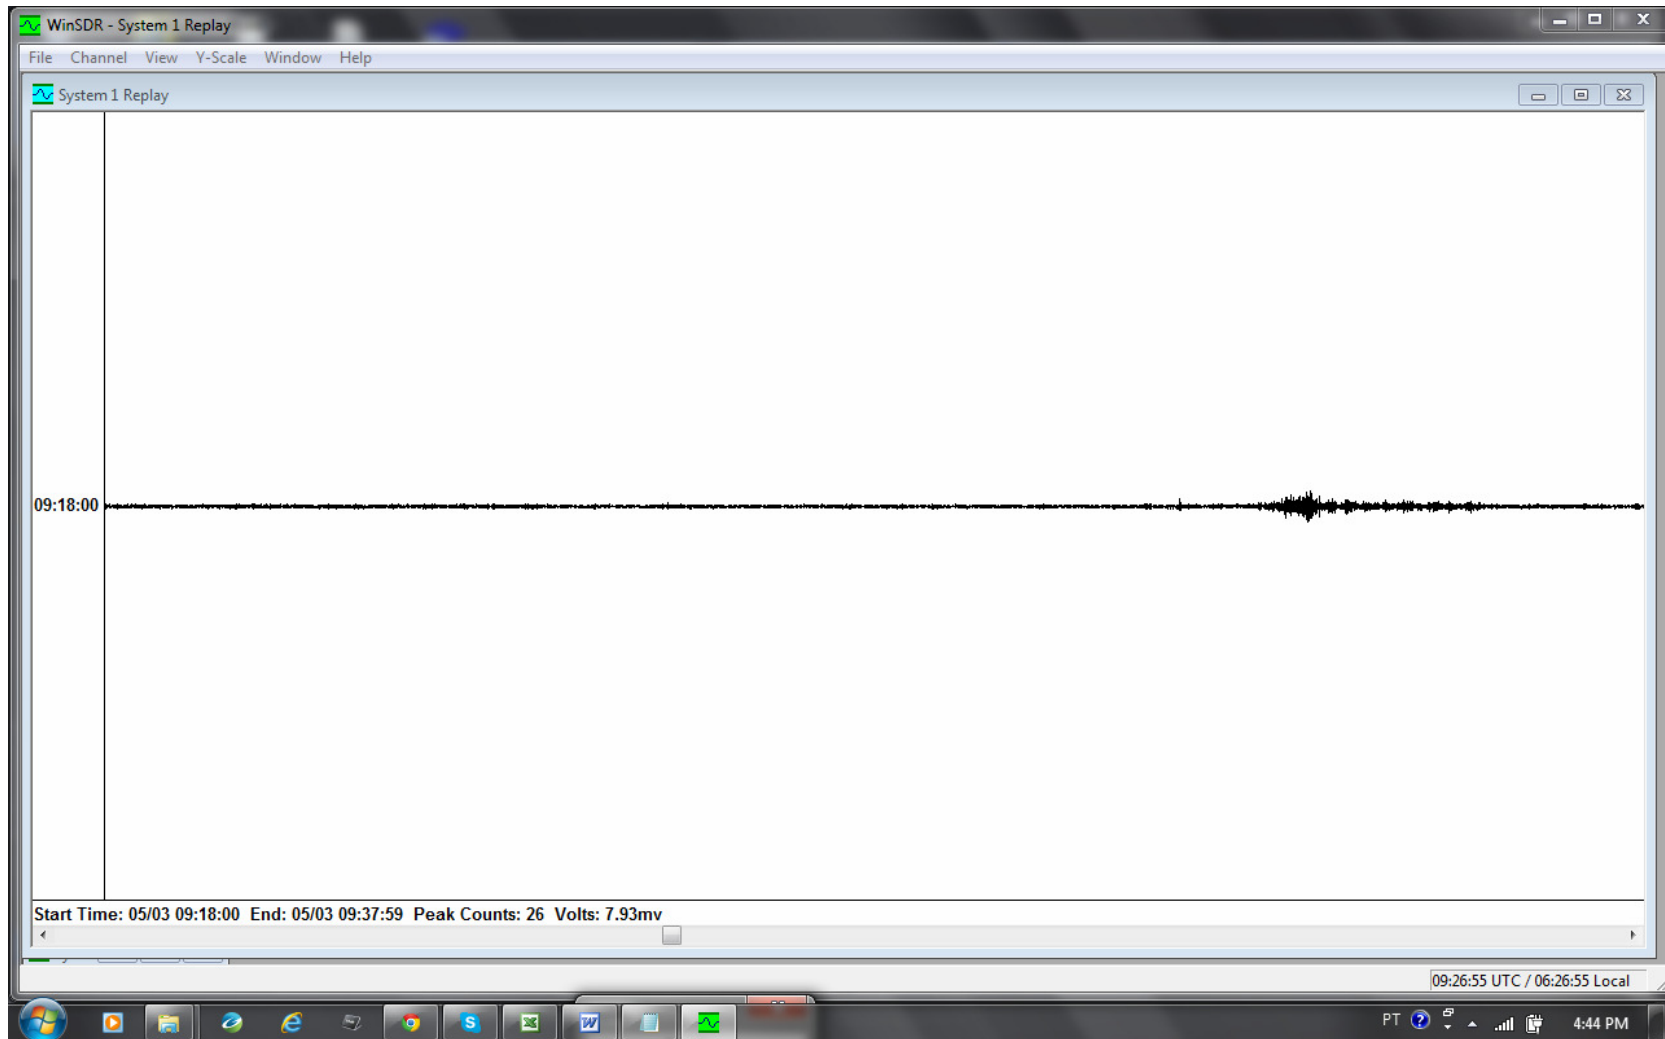 WinSDR - System 1 Replay
File Channel View Y-Scale Window Help
System 1 Replay
09:18:00
Start Time: 05/03 09:18:00 End: 05/03 09:37:59 Peak Counts: 26 Volts: 7.93mv
09:26:55 UTC / 06:26:55 Local
PT 4:44 PM